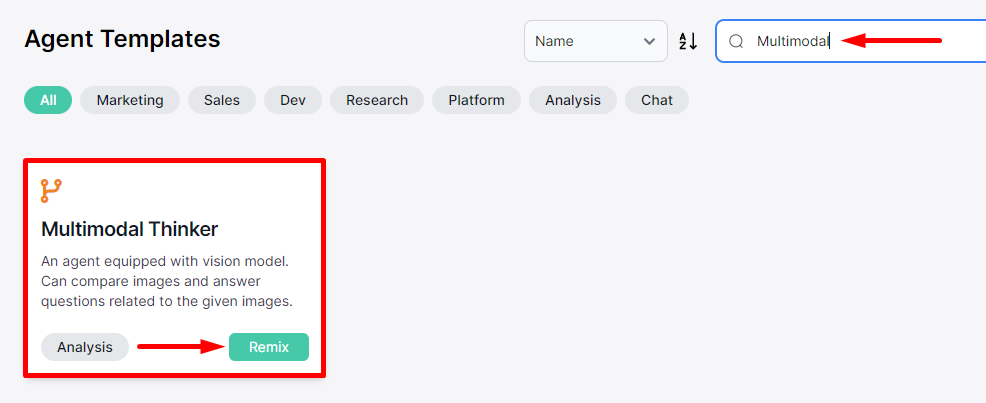 Agent Templates
Name
A
Z
Multimodal
All
Marketing
Sales
Dev
Research
Platform
Analysis
Chat
Multimodal Thinker
An agent equipped with vision model.
Can compare images and answer
questions related to the given images.
Analysis
Remix